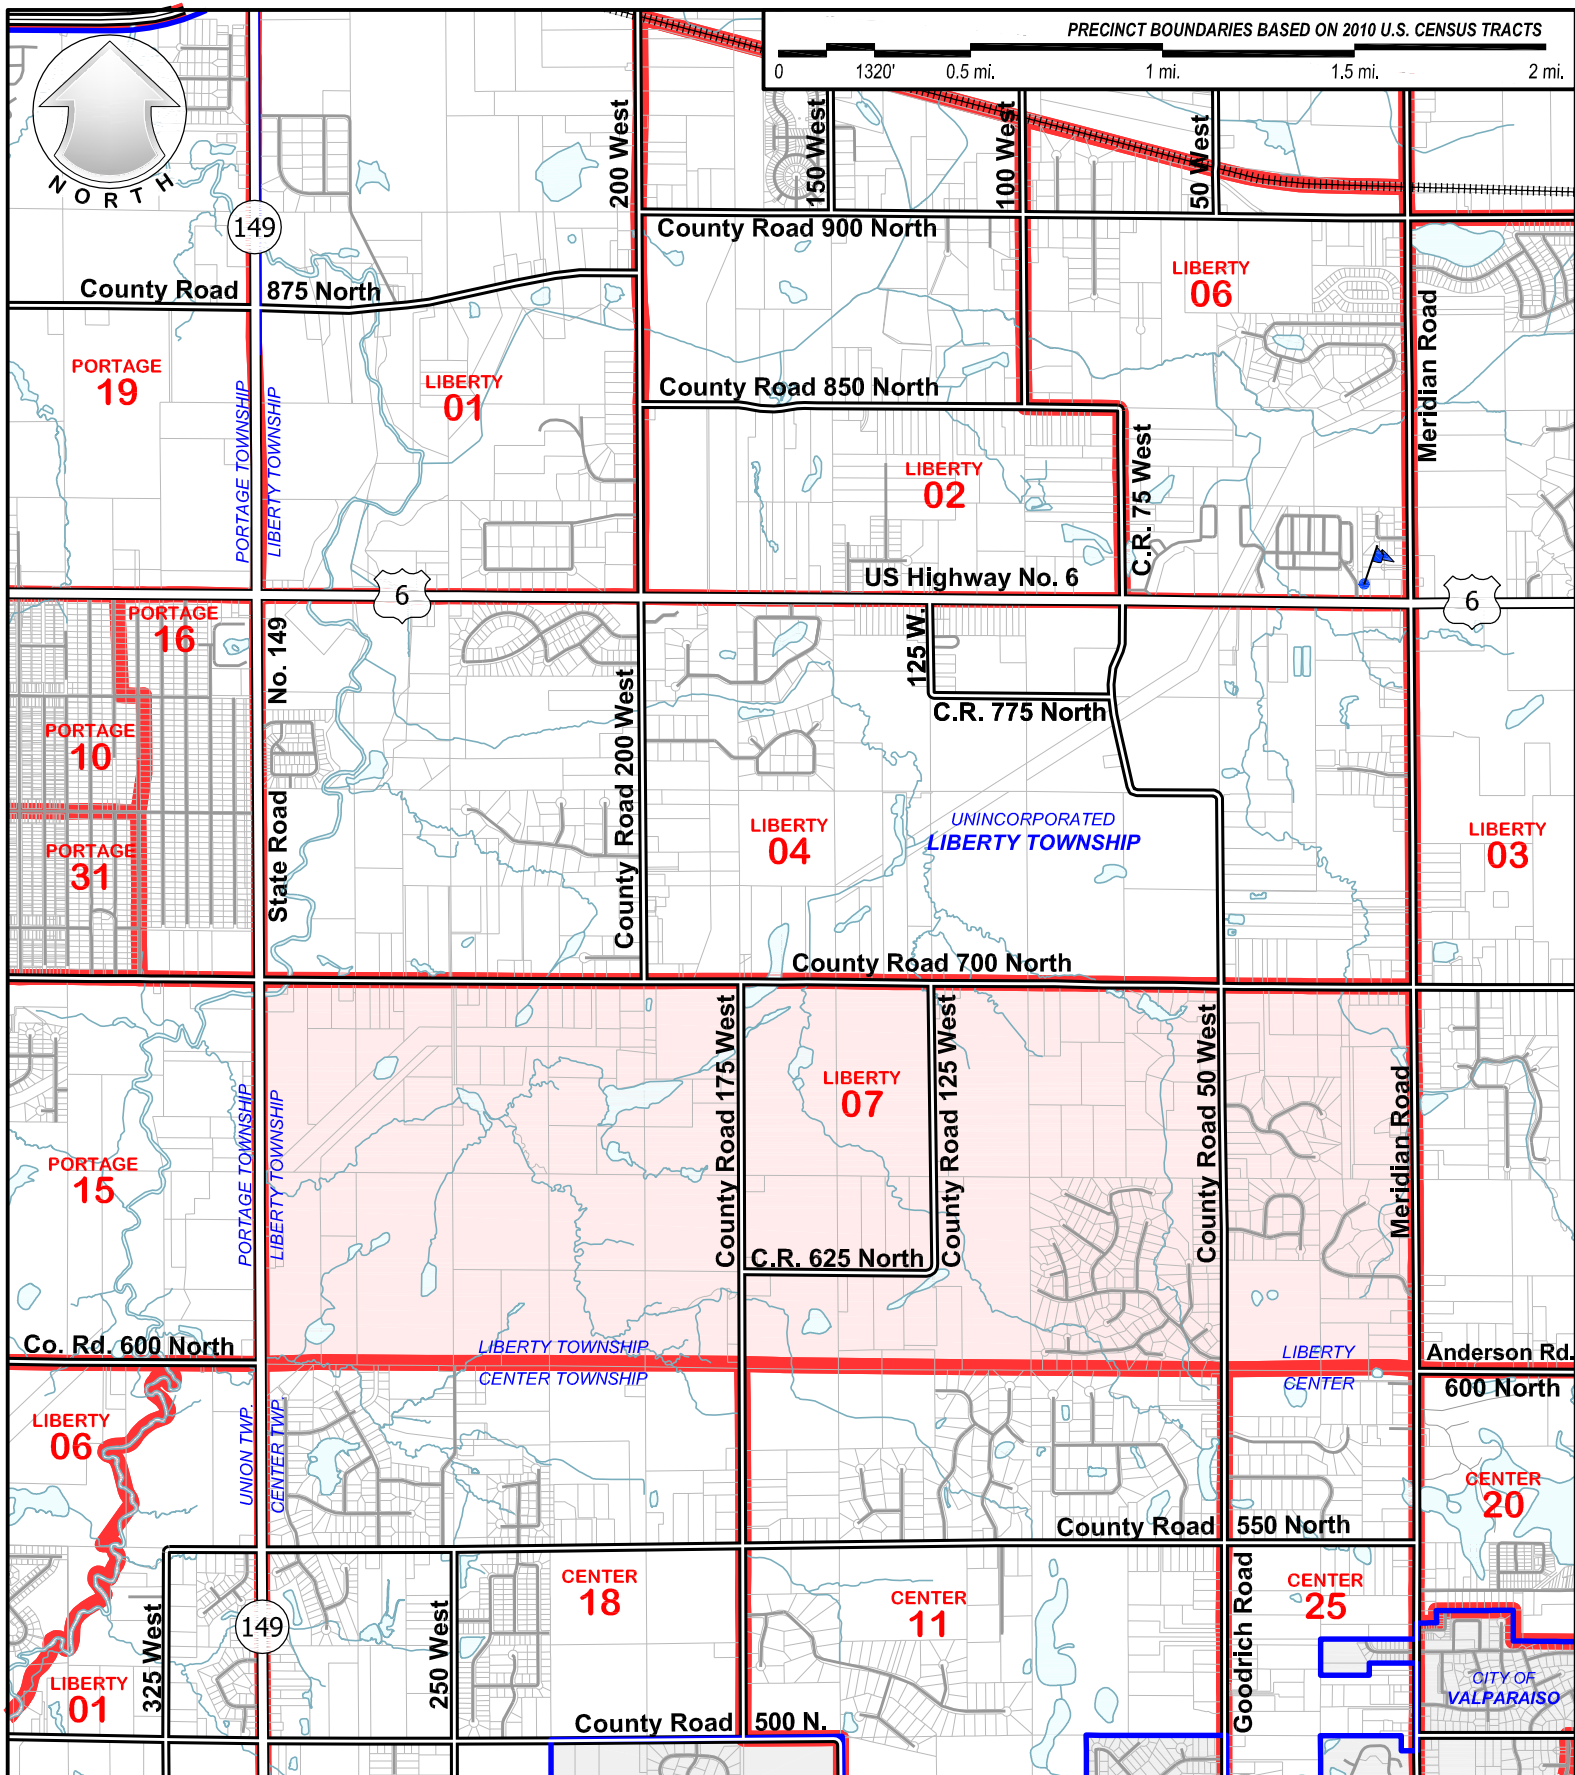 PRECINCT BOUNDARIES BASED ON 2010 U.S. CENSUS TRACTS
0 1320' 0.5 mi. 1 mi. 1.5 mi. 2 mi.
NORTH
149
200 West
150 West
100 West
50 West
County Road 900 North
County Road 875 North
LIBERTY
06
Meridian Road
PORTAGE
19
PORTAGE TOWNSHIP
LIBERTY TOWNSHIP
LIBERTY
01
County Road 850 North
LIBERTY
02
C.R. 75 West
US Highway No. 6
6
6
PORTAGE
16
State Road No. 149
County Road 200 West
125 W.
C.R. 775 North
PORTAGE
10
PORTAGE
31
LIBERTY
04
UNINCORPORATED
LIBERTY TOWNSHIP
LIBERTY
03
County Road 700 North
County Road 175 West
LIBERTY
07
County Road 125 West
County Road 50 West
Meridian Road
PORTAGE
15
PORTAGE TOWNSHIP
LIBERTY TOWNSHIP
C.R. 625 North
Co. Rd. 600 North
LIBERTY TOWNSHIP
CENTER TOWNSHIP
LIBERTY
CENTER
Anderson Rd.
600 North
LIBERTY
06
UNION TWP.
CENTER TWP.
CENTER
20
County Road 550 North
CENTER
18
CENTER
11
CENTER
25
Goodrich Road
149
325 West
250 West
LIBERTY
01
CITY OF
VALPARAISO
County Road 500 N.